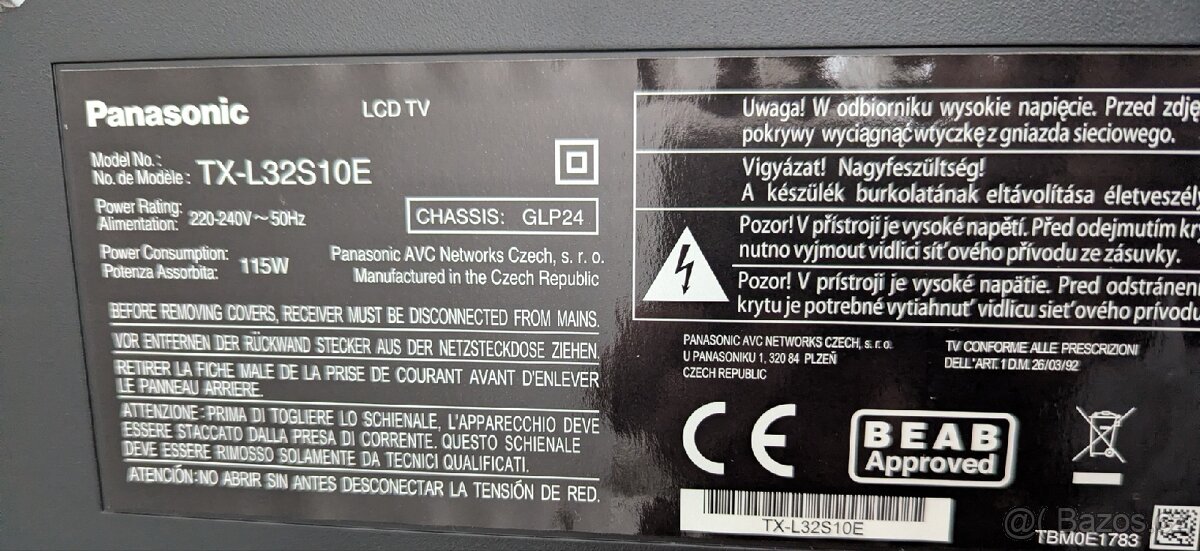 Panasonic
LCD TV
Model No.:
No. de Modèle:
TX-L32S10E
Power Rating:
Alimentation:
220-240V~50Hz
CHASSIS: GLP24
Power Consumption:
Potenza Assorbita:
115W
Panasonic AVC Networks Czech, s. r. o.
Manufactured in the Czech Republic
BEFORE REMOVING COVERS, RECEIVER MUST BE DISCONNECTED FROM MAINS.
VOR ENTFERNEN DER RÜCKWAND STECKER AUS DER NETZSTECKDOSE ZIEHEN.
RETIRER LA FICHE MALE DE LA PRISE DE COURANT AVANT D'ENLEVER
LE PANNEAU ARRIERE.
ATTENZIONE: PRIMA DI TOGLIERE LO SCHIENALE, L'APPARECCHIO DEVE
ESSERE STACCATO DALLA PRESA DI CORRENTE. QUESTO SCHIENALE
DEVE ESSERE RIMOSSO SOLAMENTE DA TECNICI QUALIFICATI.
ATENCIÓN: NO ABRIR SIN ANTES DESCONECTAR LA TENSIÓN DE RED.
Uwaga! W odbiorniku wysokie napięcie. Przed zdję
pokrywy wyciągnąć wtyczkę z gniazda sieciowego.
Vigyázat! Nagyfeszültség!
A készülék burkolatának eltávolítása életveszély
Pozor! V přístroji je vysoké napětí. Před odejmutím kry
nutno vyjmout vidlici síťového přívodu ze zásuvky.
Pozor! V prístroji je vysoké napätie. Pred odstránen
krytu je potrebné vytiahnuť vidlicu sieťového prívodu
PANASONIC AVC NETWORKS CZECH, s. r. o.
U PANASONIKU 1, 320 84 PLZEŇ
CZECH REPUBLIC
TV CONFORME ALLE PRESCRIZIONI
DELL'ART. 1 D.M. 26/03/92
CE
BEAB
Approved
TX-L32S10E
TBM0E1783